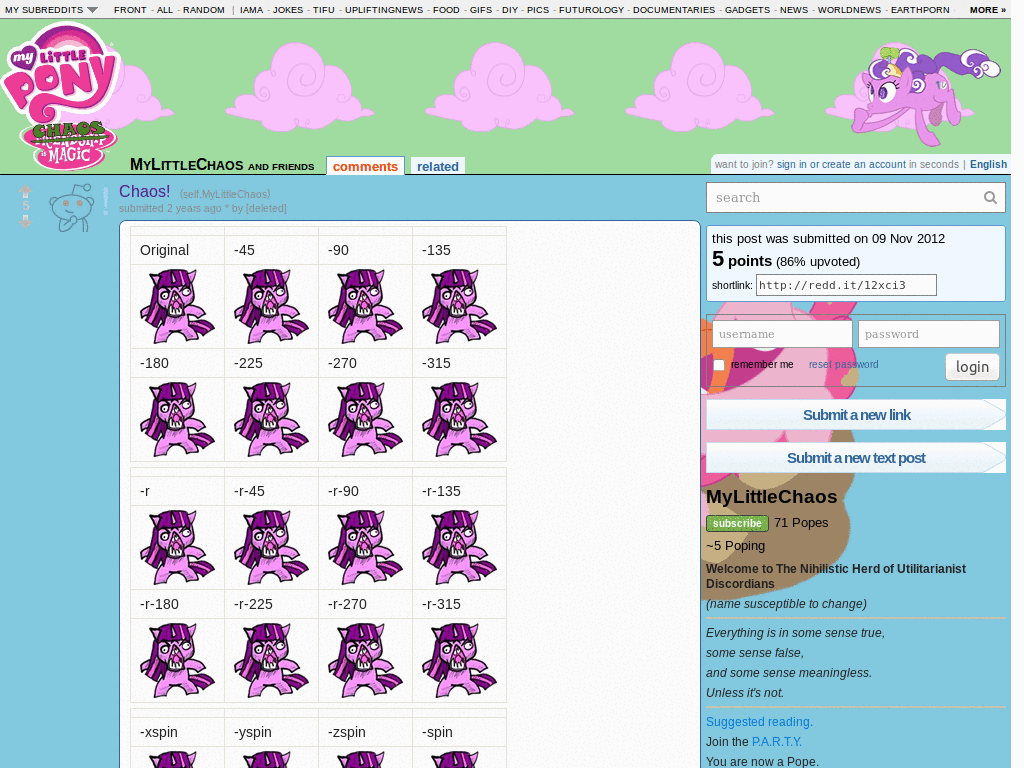 MY SUBREDDITS FRONT - ALL - RANDOM | IAMA - JOKES - TIFU - UPLIFTINGNEWS - FOOD - GIFS - DIY - PICS - FUTUROLOGY - DOCUMENTARIES - GADGETS - NEWS - WORLDNEWS - EARTHPORN - MORE »
my LiTTLE PONY
CHAOS
FRiENDSHiP
is MAGiC
MyLittleChaos and friends comments related
want to join? sign in or create an account in seconds | English
Chaos! (self.MyLittleChaos)
submitted 2 years ago * by [deleted]
5
Original -45 -90 -135
-180 -225 -270 -315
-r -r-45 -r-90 -r-135
-r-180 -r-225 -r-270 -r-315
-xspin -yspin -zspin -spin
search
this post was submitted on 09 Nov 2012
5 points (86% upvoted)
shortlink: http://redd.it/12xci3
username password
remember me reset password login
Submit a new link
Submit a new text post
MyLittleChaos
subscribe 71 Popes
~5 Poping
Welcome to The Nihilistic Herd of Utilitarianist
Discordians
(name susceptible to change)
Everything is in some sense true,
some sense false,
and some sense meaningless.
Unless it's not.
Suggested reading.
Join the P.A.R.T.Y.
You are now a Pope.